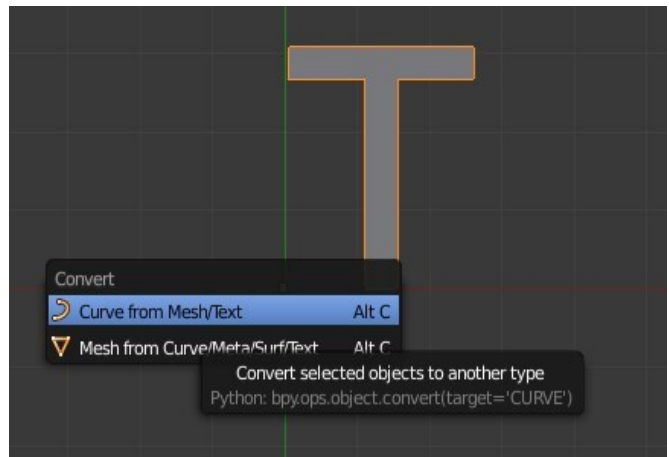 T
Convert
Curve from Mesh/Text Alt C
Mesh from Curve/Meta/Surf/Text Alt C
Convert selected objects to another type
Python: bpy.ops.object.convert(target='CURVE')